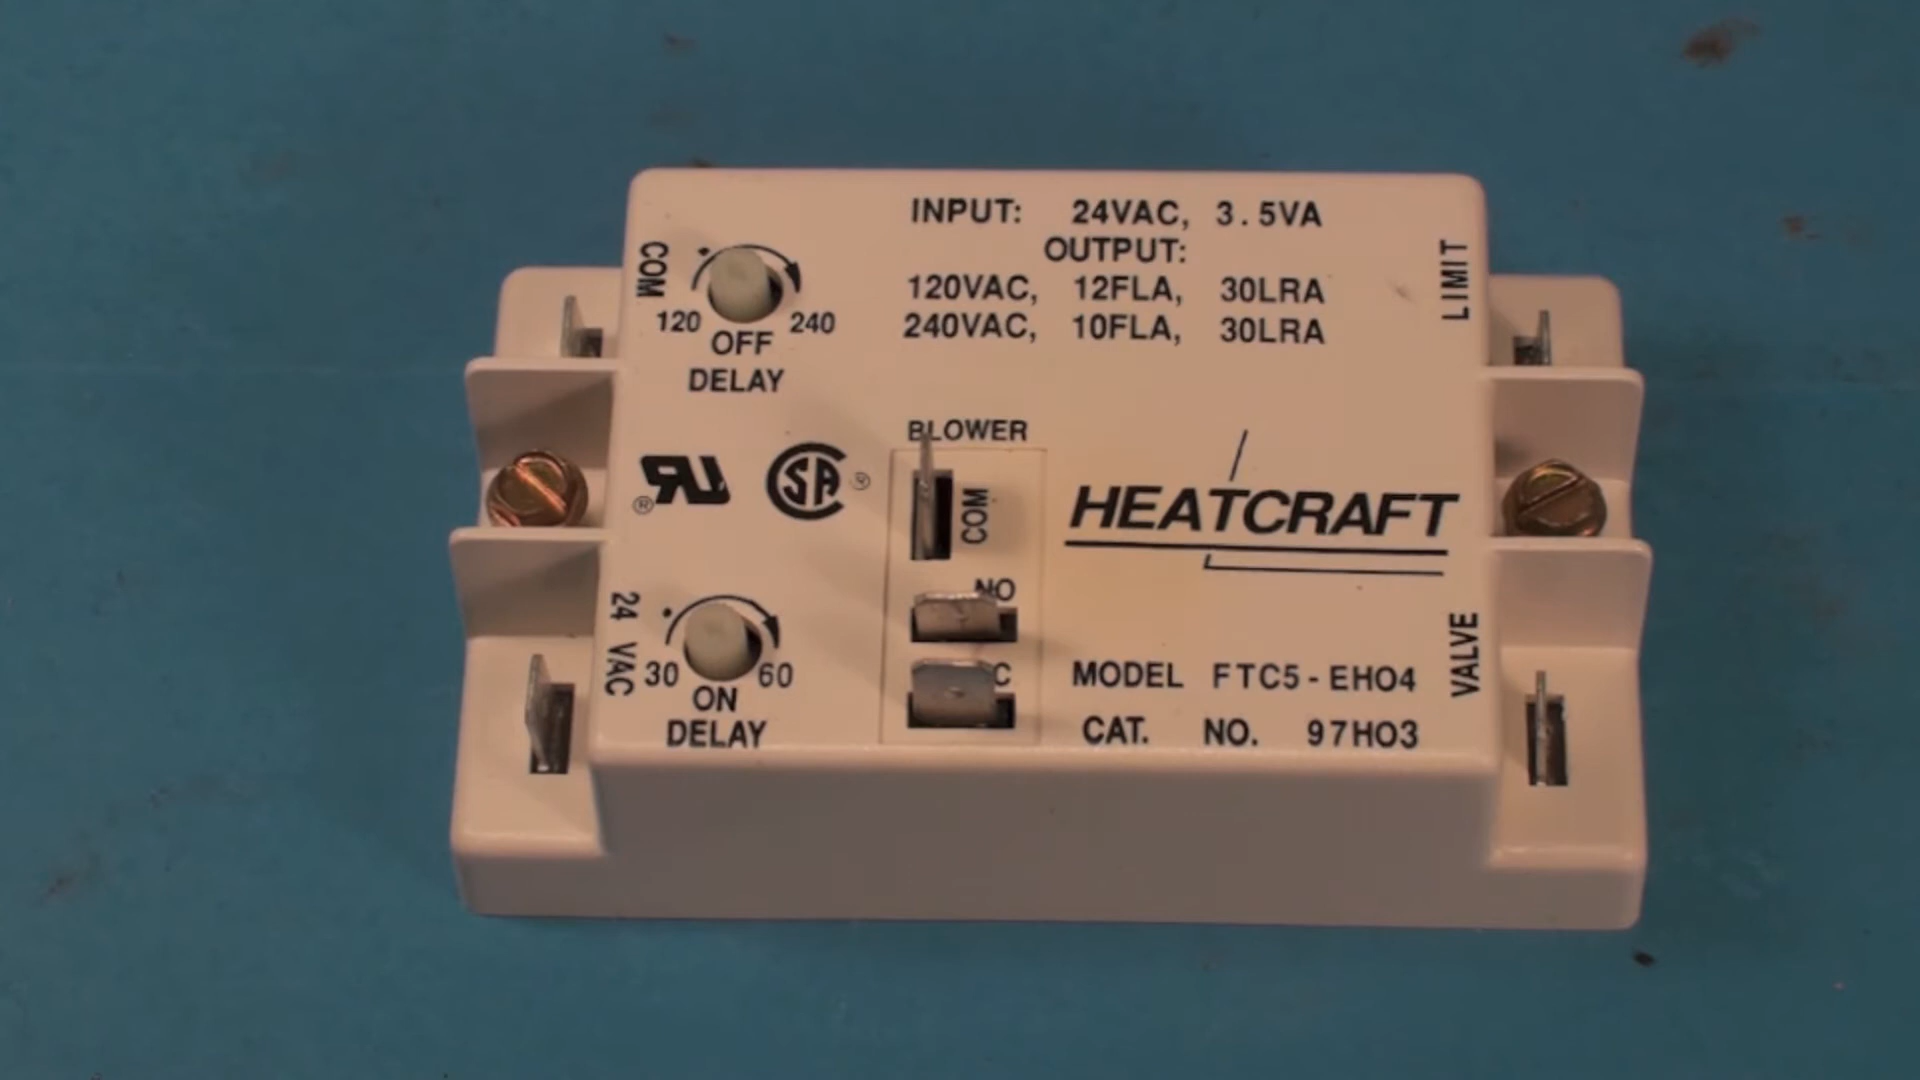 INPUT: 24VAC, 3.5VA
OUTPUT:
120VAC, 12FLA, 30LRA
240VAC, 10FLA, 30LRA
COM
120 240
OFF
DELAY
LIMIT
BLOWER
COM
NO
C
HEATCRAFT
24 VAC
30 60
ON
DELAY
VALVE
MODEL FTC5-EHO4
CAT. NO. 97HO3